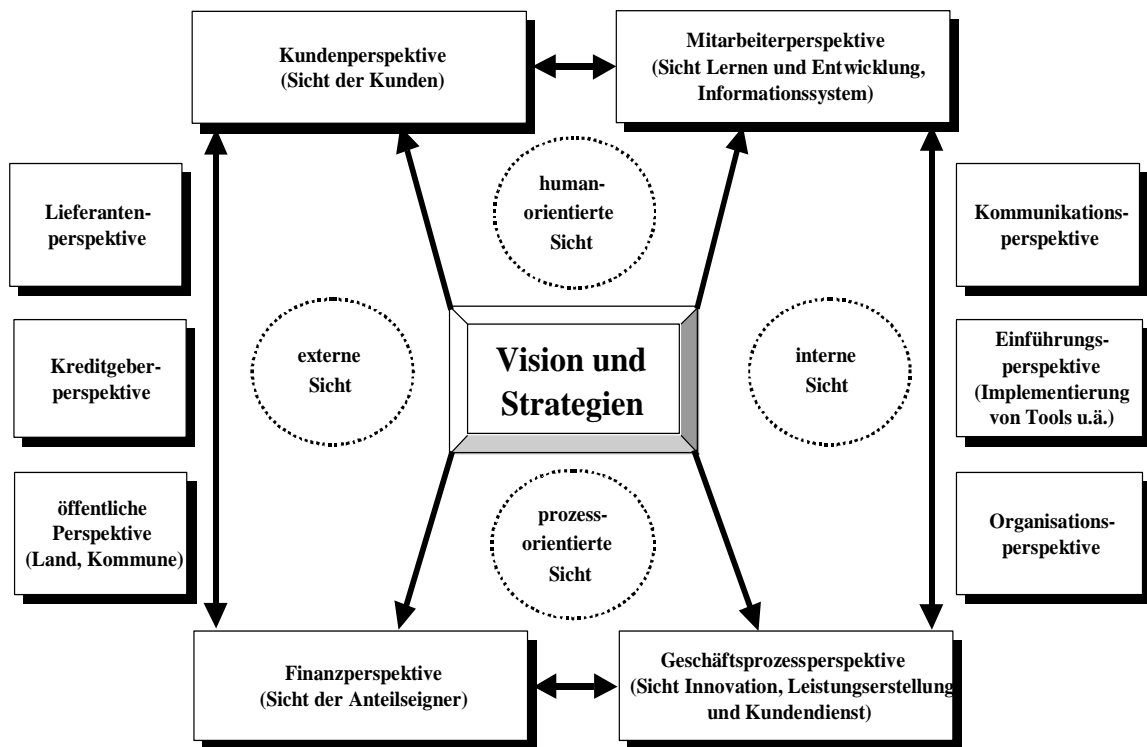 Kundenperspektive
(Sicht der Kunden)
Mitarbeiterperspektive
(Sicht Lernen und Entwicklung,
Informationssystem)
Lieferanten-
perspektive
human-
orientierte
Sicht
Kommunikations-
perspektive
Kreditgeber-
perspektive
externe
Sicht
Vision und
Strategien
interne
Sicht
Einführungs-
perspektive
(Implementierung
von Tools u.ä.)
öffentliche
Perspektive
(Land, Kommune)
prozess-
orientierte
Sicht
Organisations-
perspektive
Finanzperspektive
(Sicht der Anteilseigner)
Geschäftsprozessperspektive
(Sicht Innovation, Leistungserstellung
und Kundendienst)